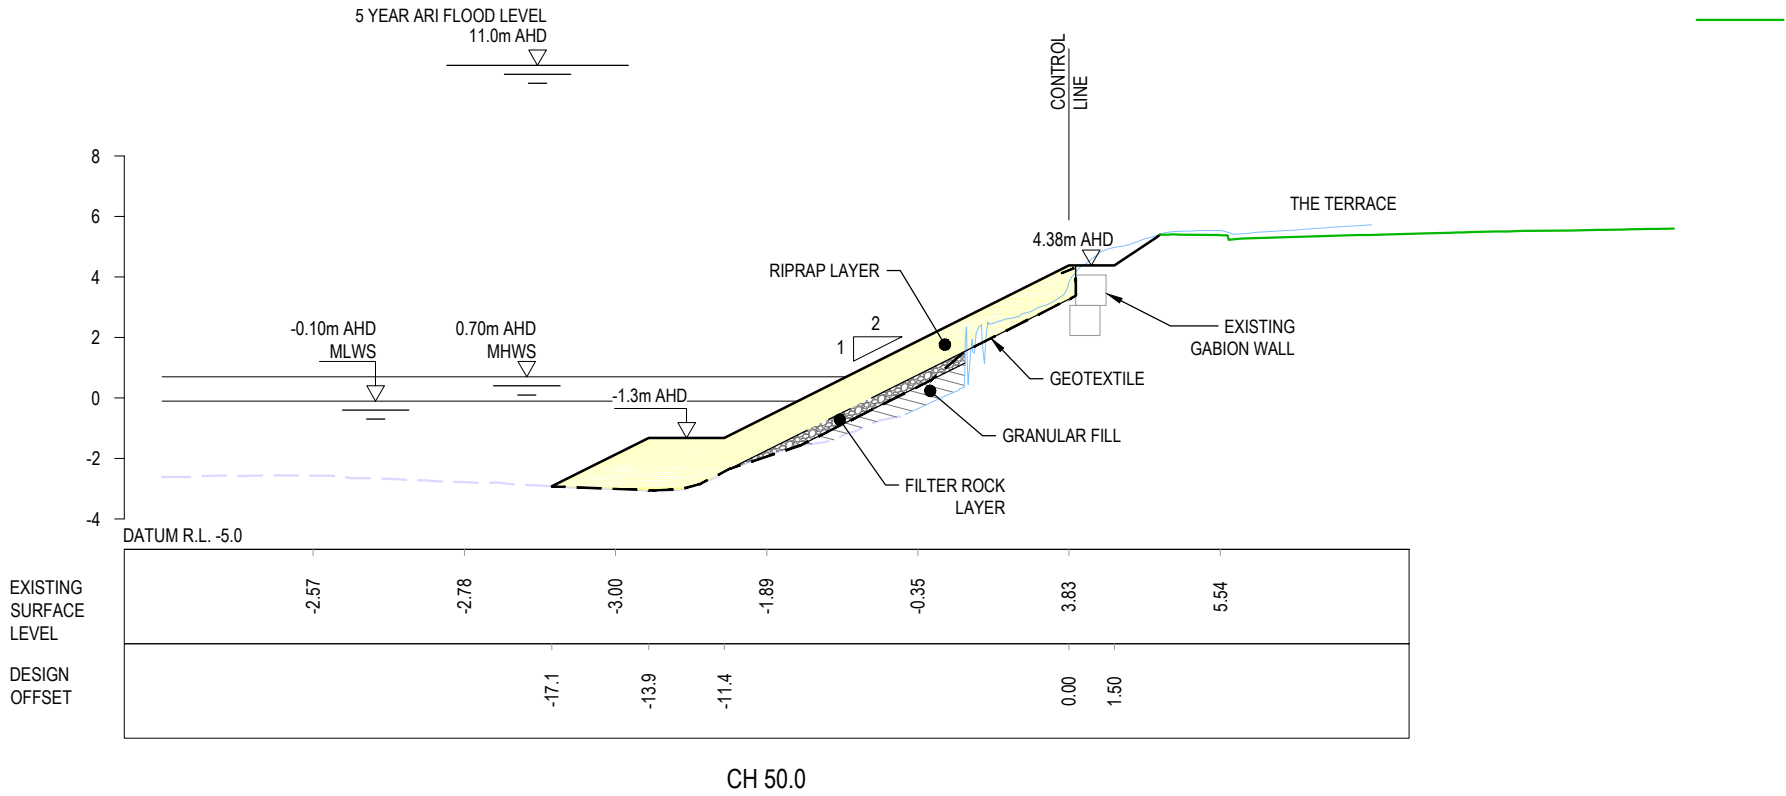 5 YEAR ARI FLOOD LEVEL
11.0m AHD
CONTROL
LINE
8
6
4
2
0
-2
-4
THE TERRACE
4.38m AHD
RIPRAP LAYER
-0.10m AHD
MLWS
0.70m AHD
MHWS
2
1
EXISTING
GABION WALL
GEOTEXTILE
-1.3m AHD
GRANULAR FILL
FILTER ROCK
LAYER
DATUM R.L. -5.0
EXISTING
SURFACE
LEVEL
-2.57
-2.78
-3.00
-1.89
-0.35
3.83
5.54
DESIGN
OFFSET
-17.1
-13.9
-11.4
0.00
1.50
CH 50.0